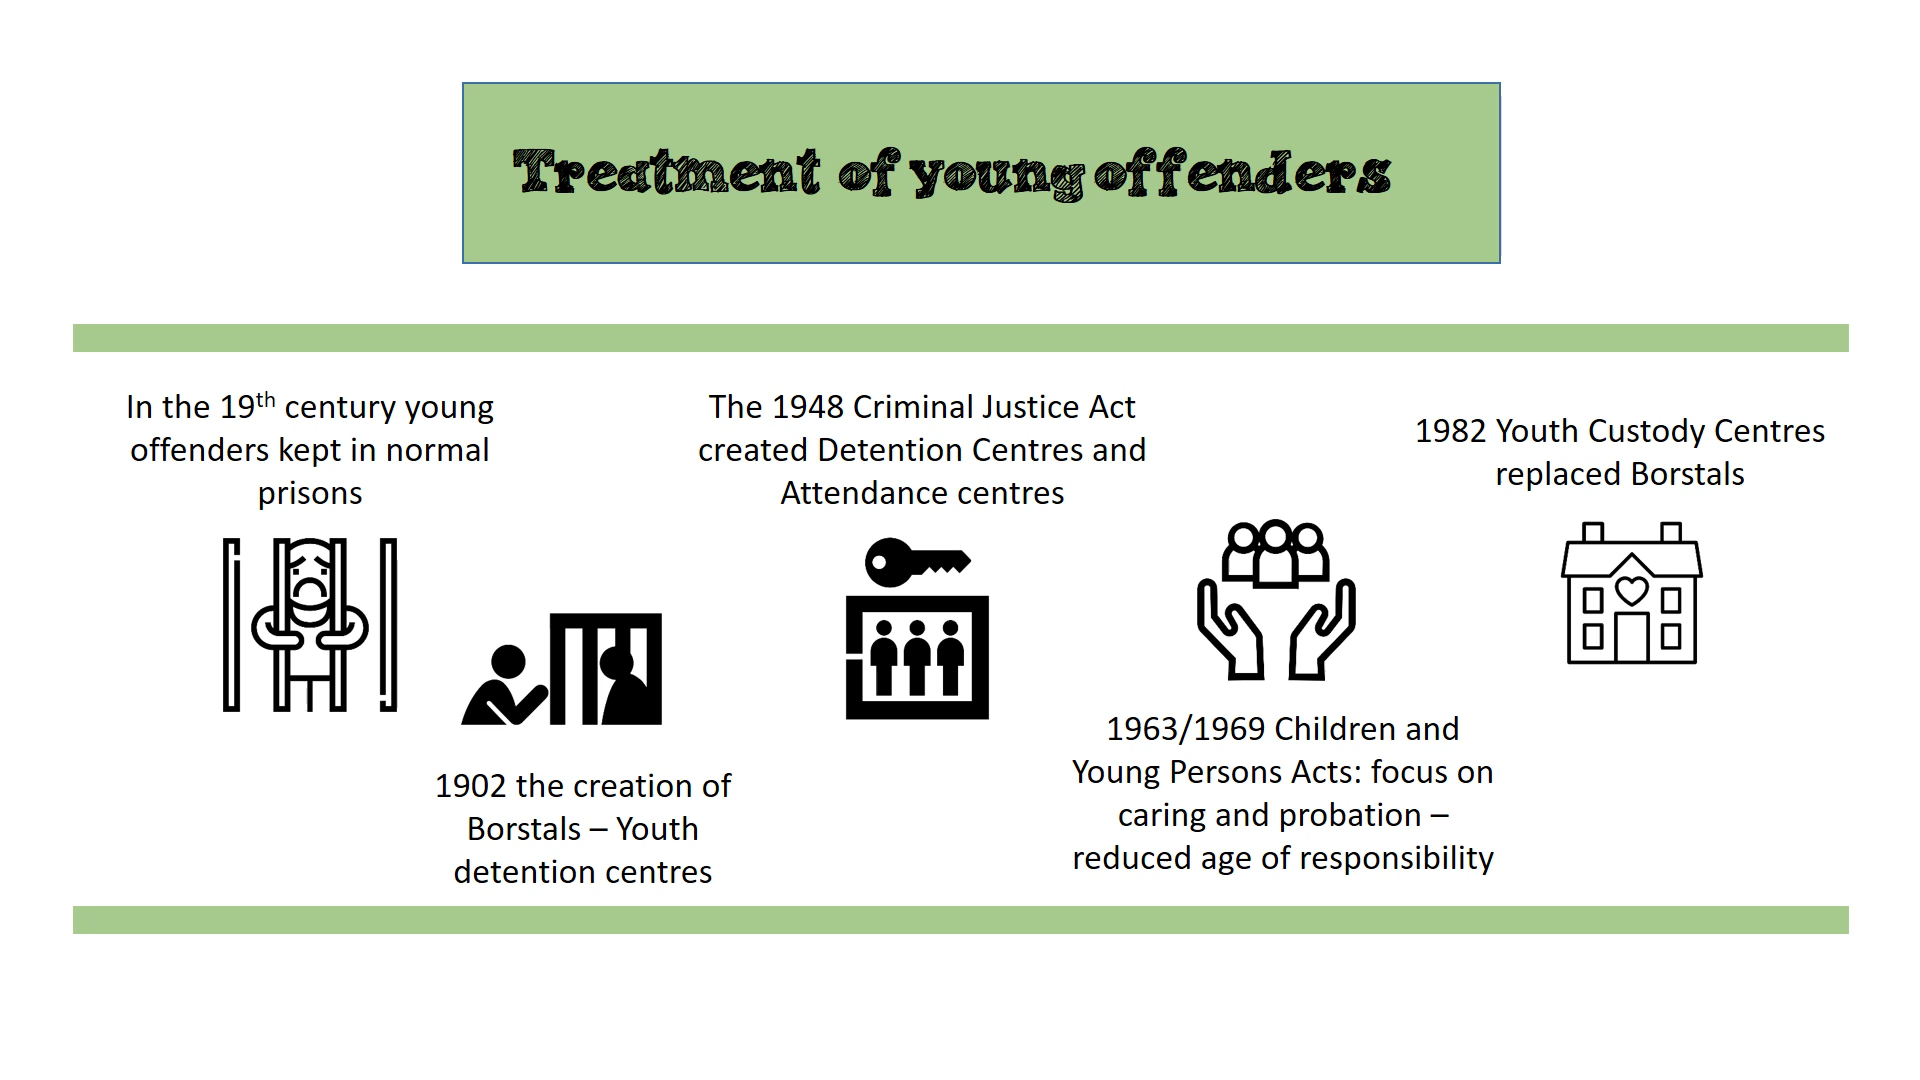 Treatment of young offenders
In the 19th century young
offenders kept in normal
prisons
1902 the creation of
Borstals – Youth
detention centres
The 1948 Criminal Justice Act
created Detention Centres and
Attendance centres
1963/1969 Children and
Young Persons Acts: focus on
caring and probation –
reduced age of responsibility
1982 Youth Custody Centres
replaced Borstals